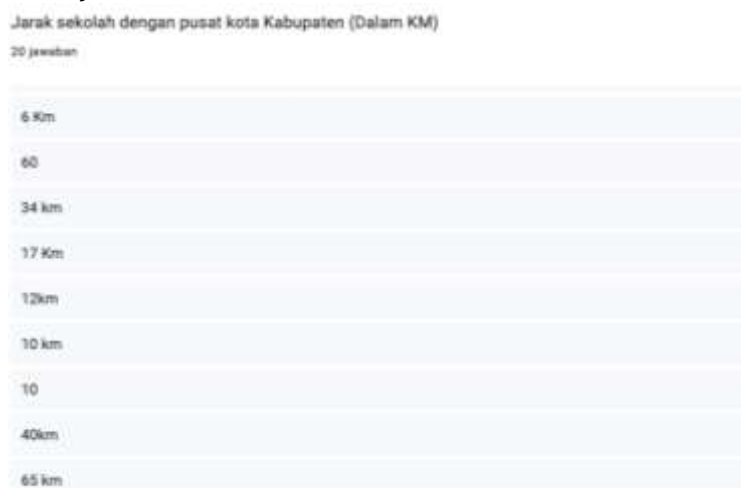 Jarak sekolah dengan pusat kota Kabupaten (Dalam KM)
20 jawaban
6 Km
60
34 km
17 Km
12km
10 km
10
40km
65 km